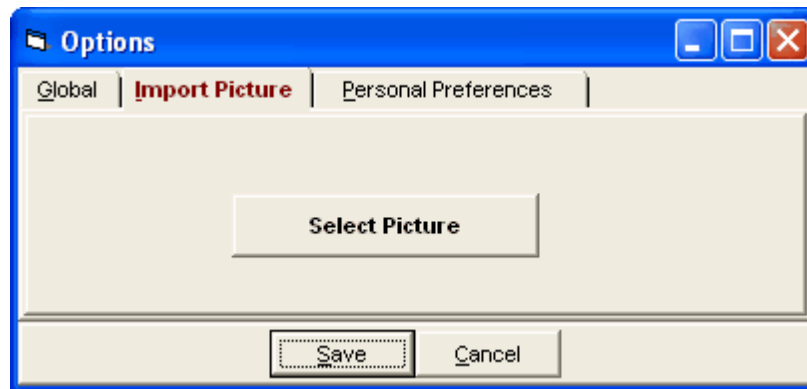 Options
Global Import Picture Personal Preferences
Select Picture
Save Cancel